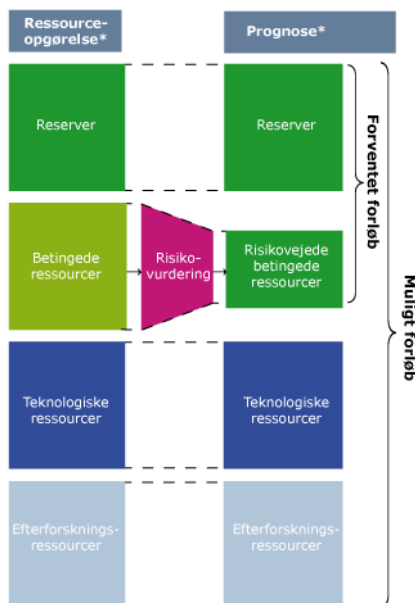 Ressource-
opgørelse*
Prognose*
Reserver
Reserver
Forventet forløb
Betingede
ressourcer
Risiko-
vurdering
Risikovejede
betingede
ressourcer
Muligt forløb
Teknologiske
ressourcer
Teknologiske
ressourcer
Efterforsknings-
ressourcer
Efterforsknings-
ressourcer